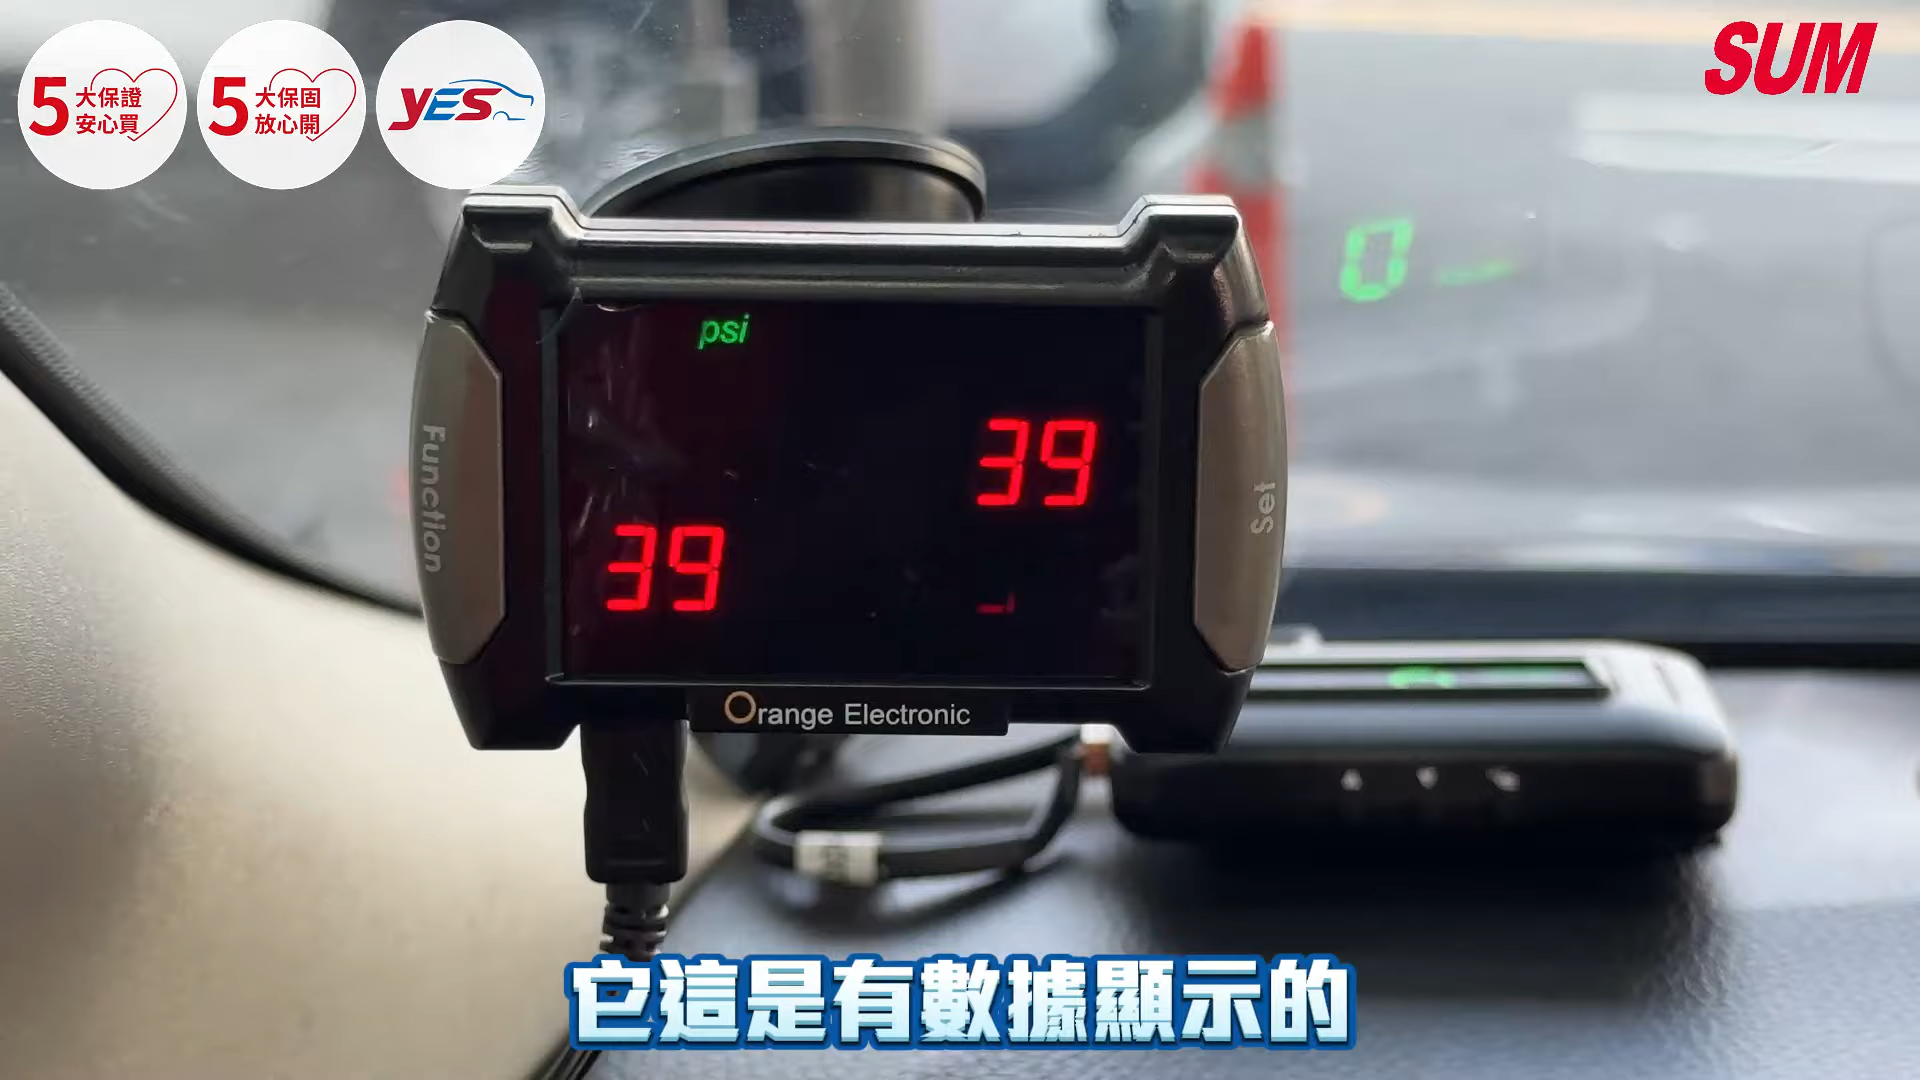 5大保證
安心買
5大保固
放心開
YES
SUM
0
psi
39
39
Function
Set
Orange Electronic
它這是有數據顯示的